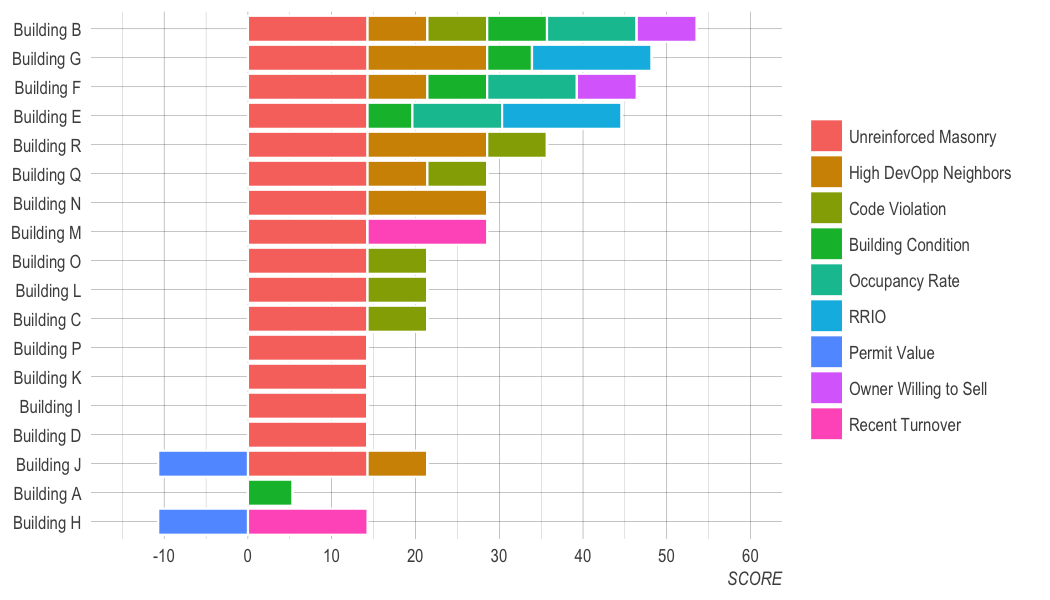 Building B
Building G
Building F
Building E
Building R
Building Q
Building N
Building M
Building O
Building L
Building C
Building P
Building K
Building I
Building D
Building J
Building A
Building H
-10 0 10 20 30 40 50 60
SCORE
Unreinforced Masonry
High DevOpp Neighbors
Code Violation
Building Condition
Occupancy Rate
RRIO
Permit Value
Owner Willing to Sell
Recent Turnover